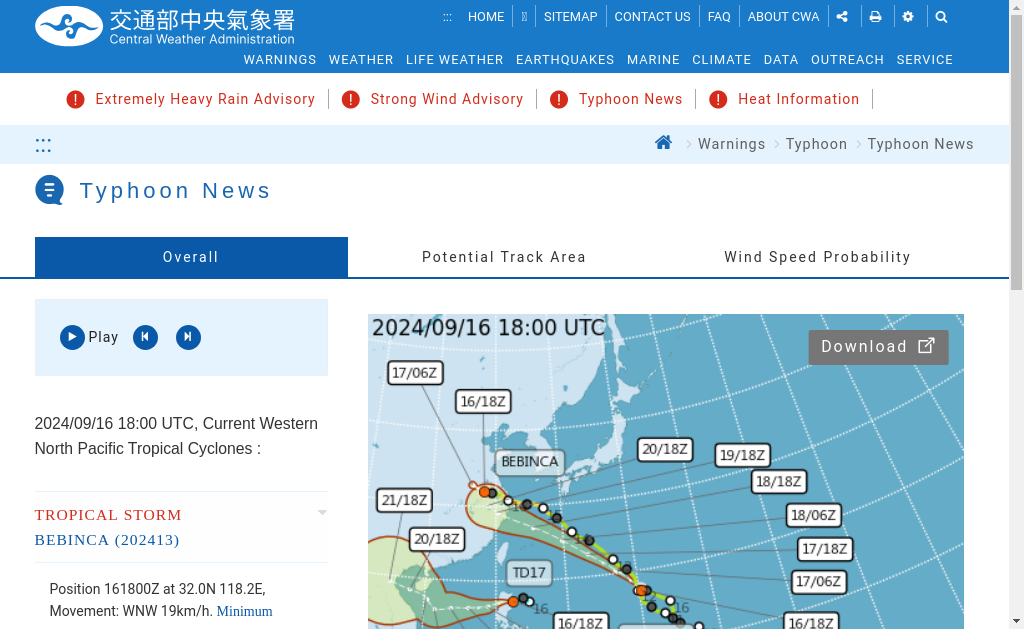 交通部中央氣象署
Central Weather Administration
::: HOME SITEMAP CONTACT US FAQ ABOUT CWA
WARNINGS WEATHER LIFE WEATHER EARTHQUAKES MARINE CLIMATE DATA OUTREACH SERVICE
Extremely Heavy Rain Advisory Strong Wind Advisory Typhoon News Heat Information
::: Warnings Typhoon Typhoon News
Typhoon News
Overall Potential Track Area Wind Speed Probability
Play
2024/09/16 18:00 UTC, Current Western
North Pacific Tropical Cyclones :
TROPICAL STORM
BEBINCA (202413)
Position 161800Z at 32.0N 118.2E,
Movement: WNW 19km/h. Minimum
2024/09/16 18:00 UTC
Download
17/06Z
16/18Z
BEBINCA
20/18Z
19/18Z
18/18Z
21/18Z
18/06Z
20/18Z
17/18Z
TD17
17/06Z
16
16
16/18Z
16/18Z